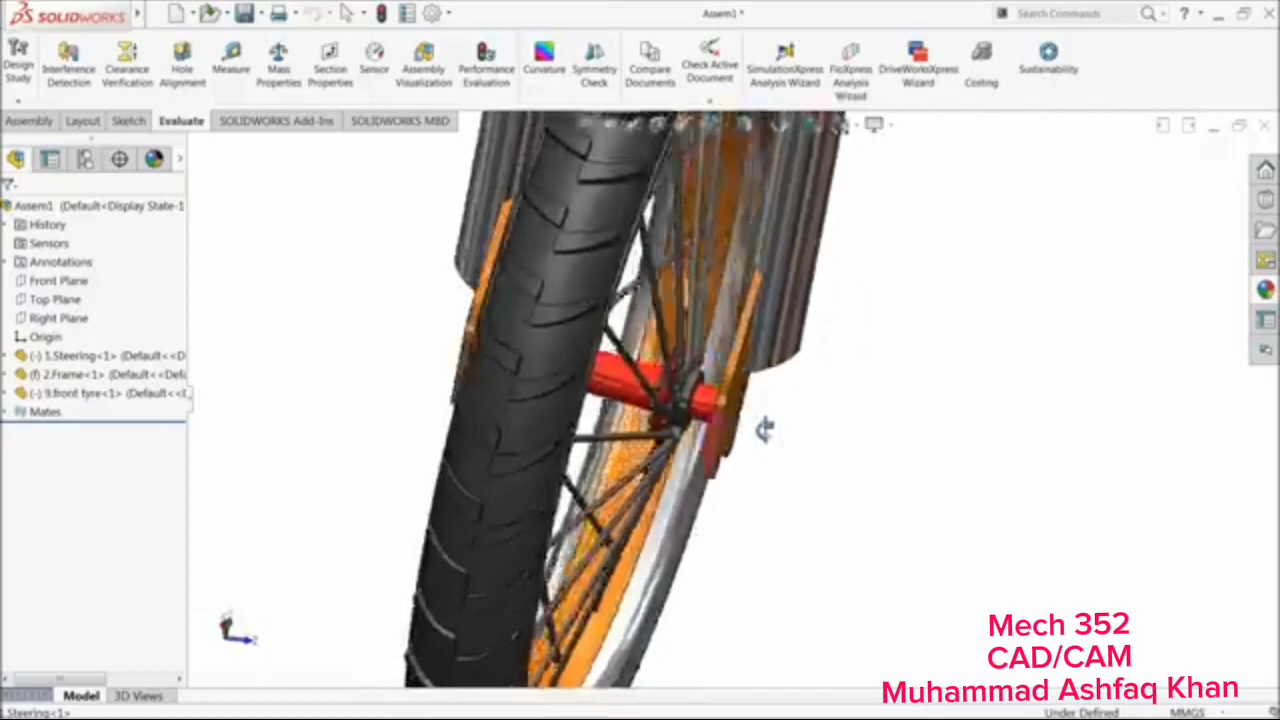 SOLIDWORKS
Assem1 *
Search Commands
Design Study
Interference Detection
Clearance Verification
Hole Alignment
Measure
Mass Properties
Section Properties
Sensor
Assembly Visualization
Performance Evaluation
Curvature
Symmetry Check
Compare Documents
Check Active Document
SimulationXpress Analysis Wizard
FloXpress Analysis Wizard
DriveWorksXpress Wizard
Costing
Sustainability
Assembly Layout Sketch Evaluate SOLIDWORKS Add-Ins SOLIDWORKS MBD
Assem1 (Default<Display State-1
History
Sensors
Annotations
Front Plane
Top Plane
Right Plane
Origin
(-) 1.Steering<1> (Default<<D
(f) 2.Frame<1> (Default<<Defa
(-) 9.front tyre<1> (Default<<
Mates
Mech 352
CAD/CAM
Muhammad Ashfaq Khan
Model 3D Views
Steering<1>
Under Defined
MMGS